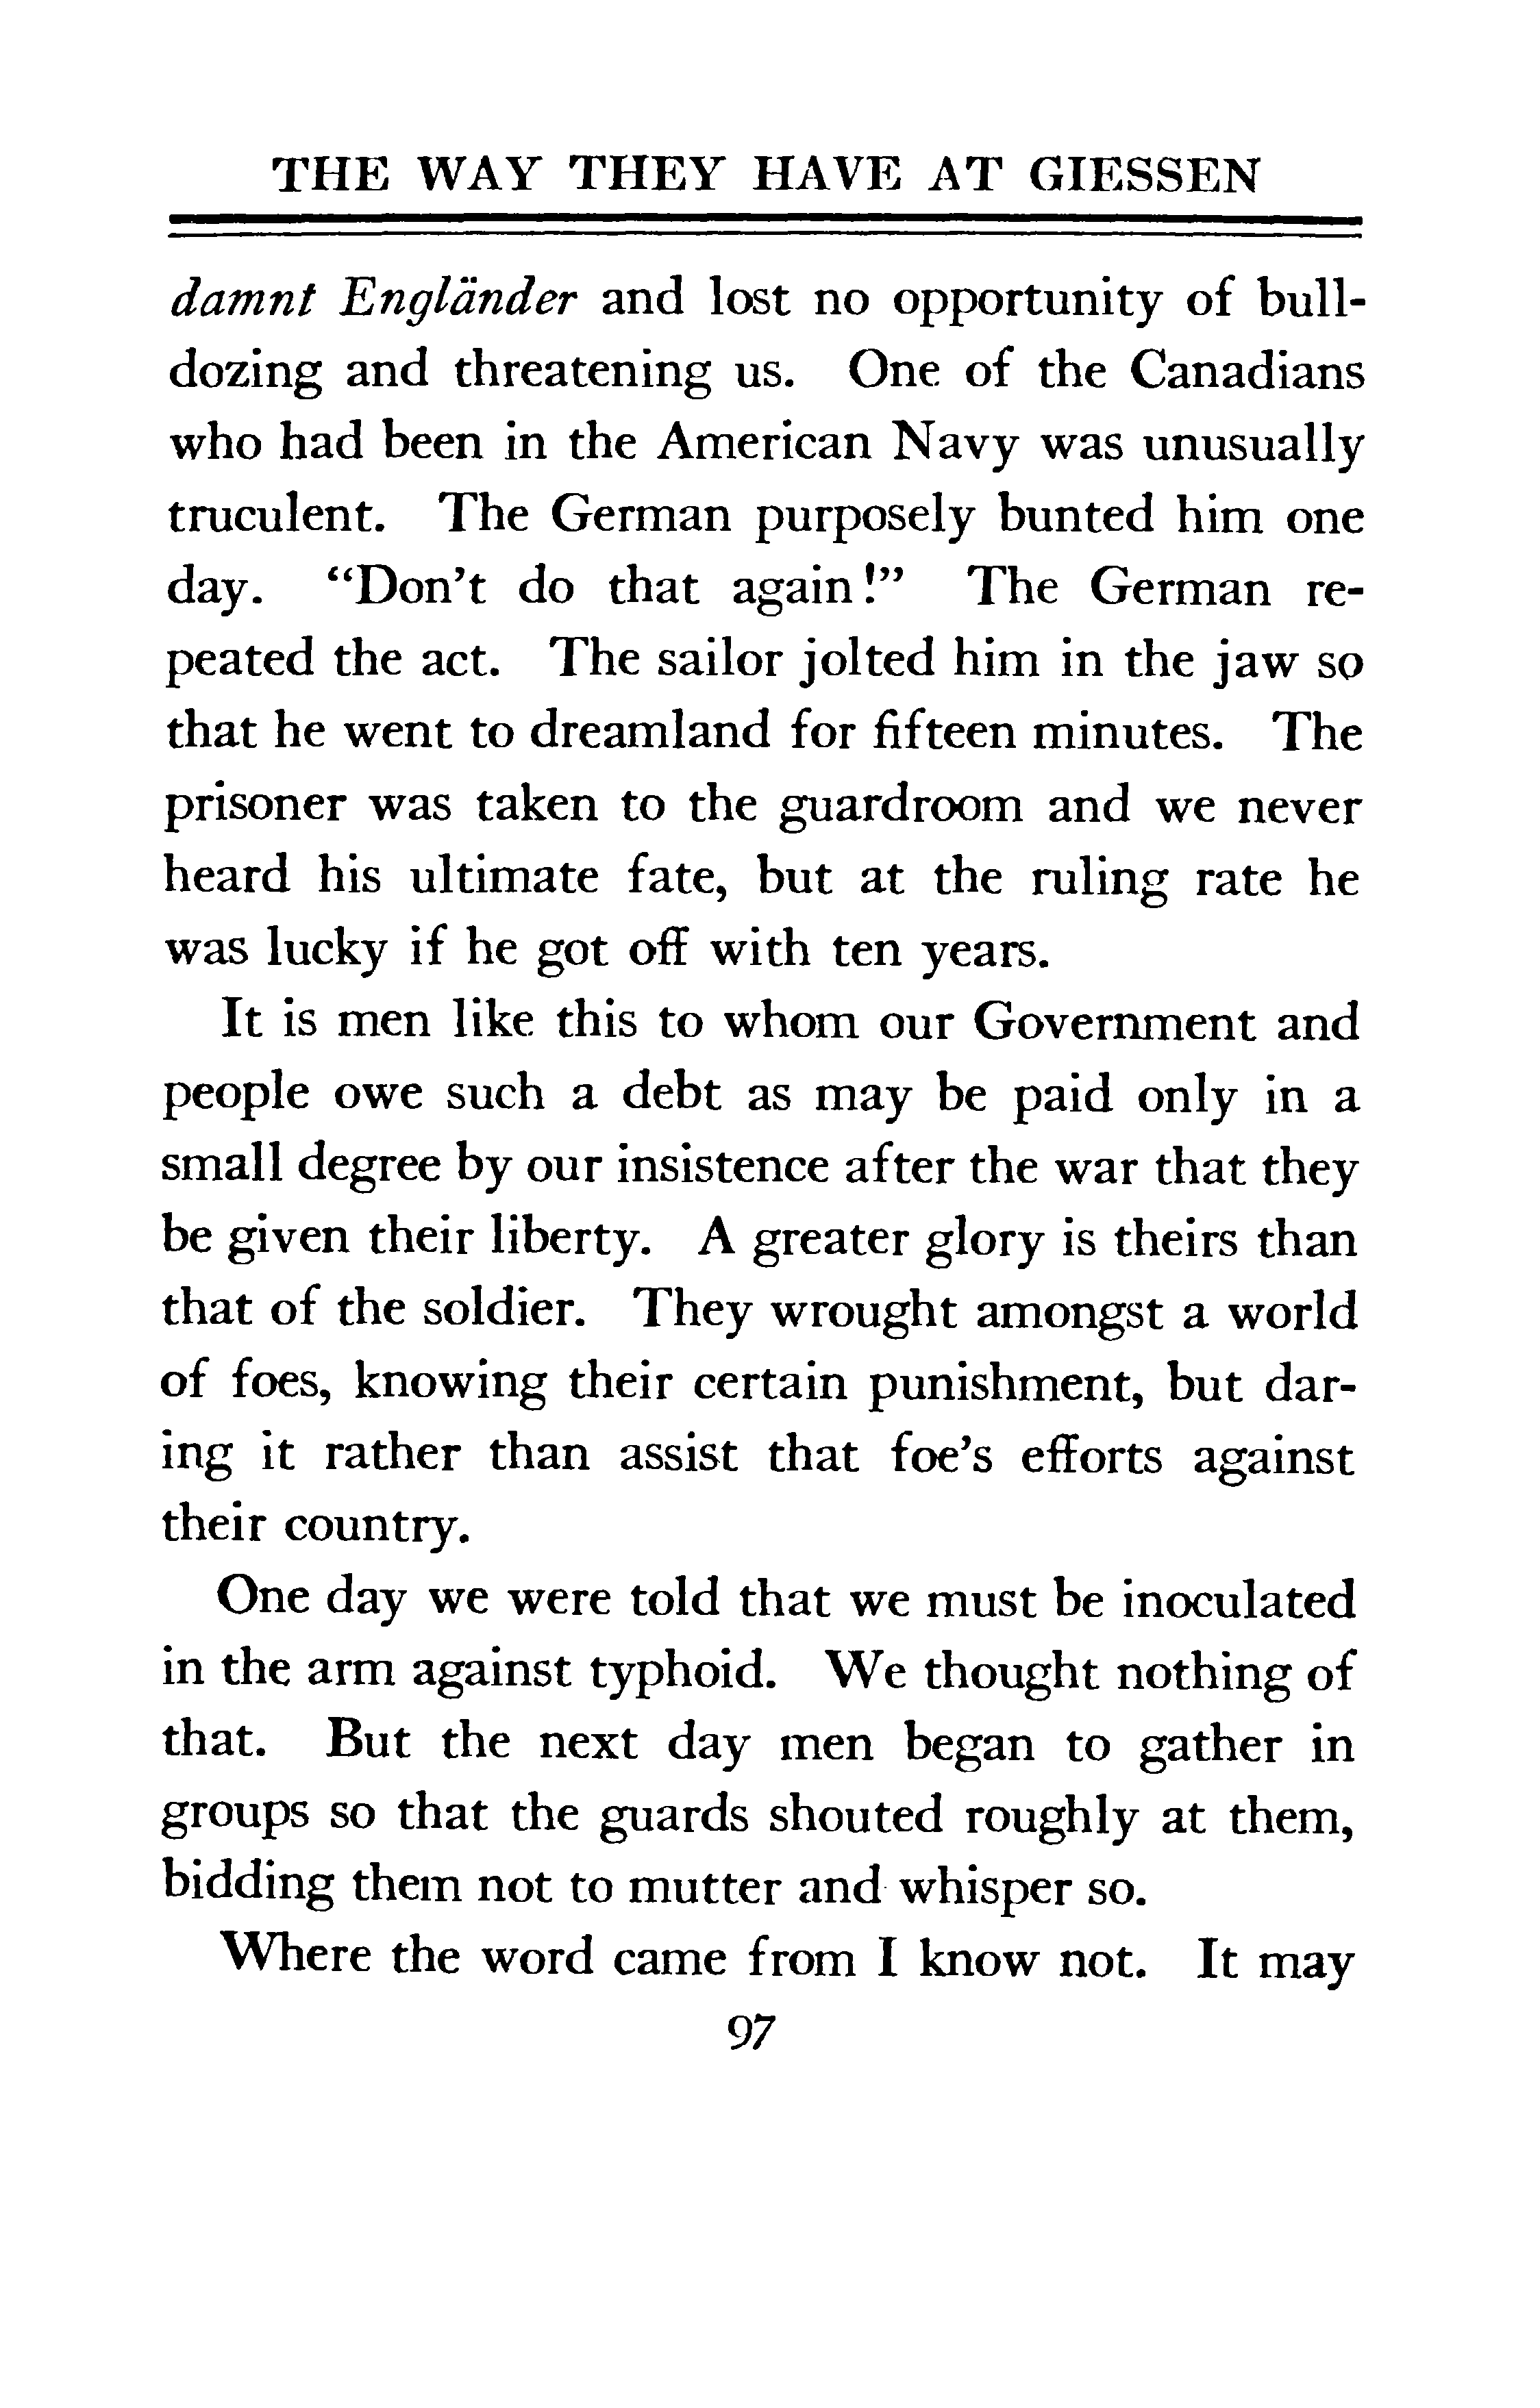 THE WAY THEY HAVE AT GIESSEN
damnt Engländer and lost no opportunity of bull-
dozing and threatening us. One of the Canadians
who had been in the American Navy was unusually
truculent. The German purposely bunted him one
day. “Don’t do that again!” The German re-
peated the act. The sailor jolted him in the jaw so
that he went to dreamland for fifteen minutes. The
prisoner was taken to the guardroom and we never
heard his ultimate fate, but at the ruling rate he
was lucky if he got off with ten years.
It is men like this to whom our Government and
people owe such a debt as may be paid only in a
small degree by our insistence after the war that they
be given their liberty. A greater glory is theirs than
that of the soldier. They wrought amongst a world
of foes, knowing their certain punishment, but dar-
ing it rather than assist that foe’s efforts against
their country.
One day we were told that we must be inoculated
in the arm against typhoid. We thought nothing of
that. But the next day men began to gather in
groups so that the guards shouted roughly at them,
bidding them not to mutter and whisper so.
Where the word came from I know not. It may
97